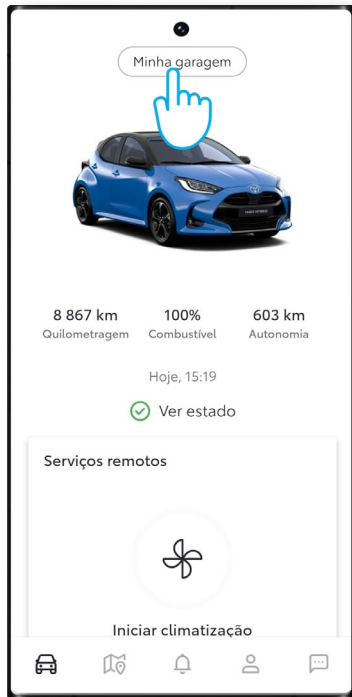 Minha garagem
8 867 km 100% 603 km
Quilometragem Combustível Autonomia
Hoje, 15:19
Ver estado
Serviços remotos
Iniciar climatização